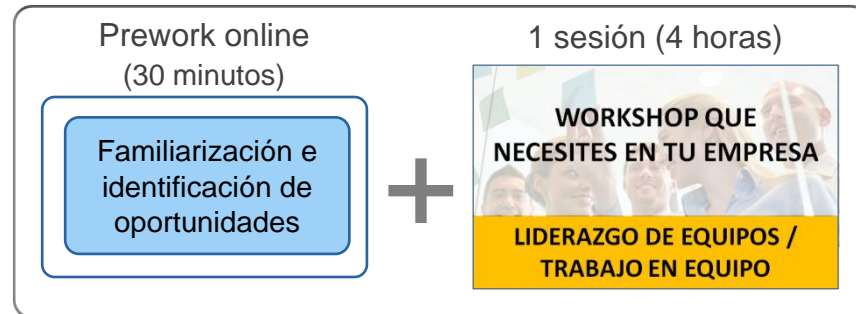 Prework online
(30 minutos)
Familiarización e
identificación de
oportunidades
+
1 sesión (4 horas)
WORKSHOP QUE
NECESITES EN TU EMPRESA
LIDERAZGO DE EQUIPOS /
TRABAJO EN EQUIPO